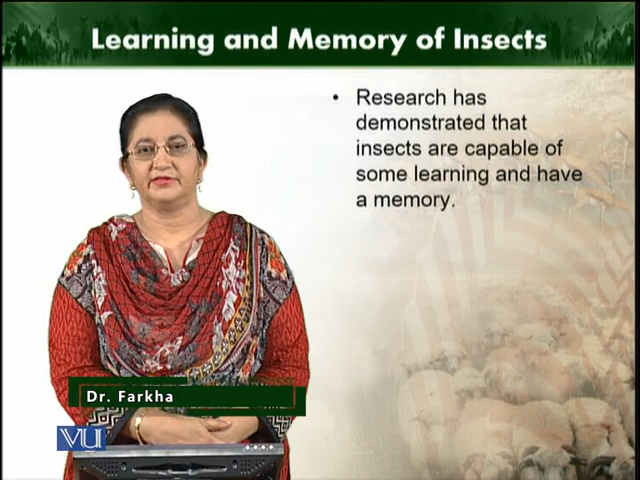 Learning and Memory of Insects
• Research has
demonstrated that
insects are capable of
some learning and have
a memory.
Dr. Farkha
VU